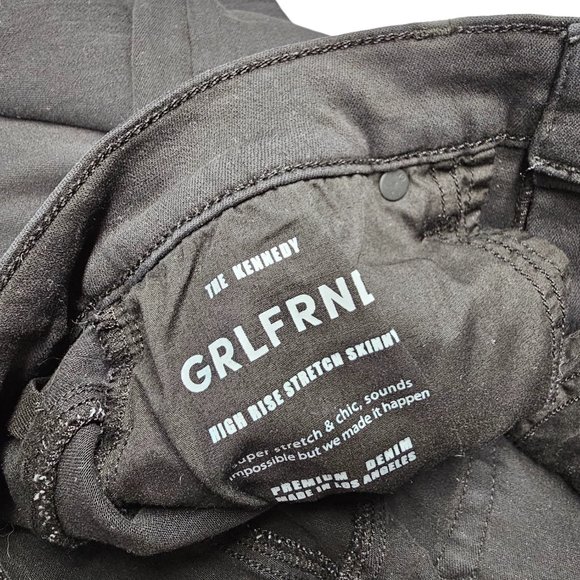 THE KENNEDY
GRLFRND
HIGH RISE STRETCH SKINNY
super stretch & chic, sounds
impossible but we made it happen
PREMIUM DENIM
MADE IN LOS ANGELES